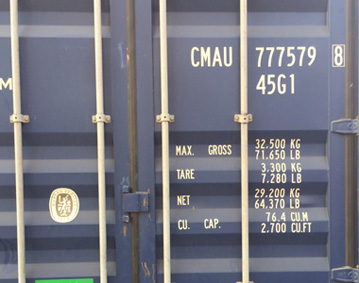 M
CMAU 777579 8
45G1
MAX. GROSS 32.500 KG
71.650 LB
TARE 3.300 KG
7.280 LB
NET 29.200 KG
64.370 LB
CU. CAP. 76.4 CU.M
2.700 CU.FT